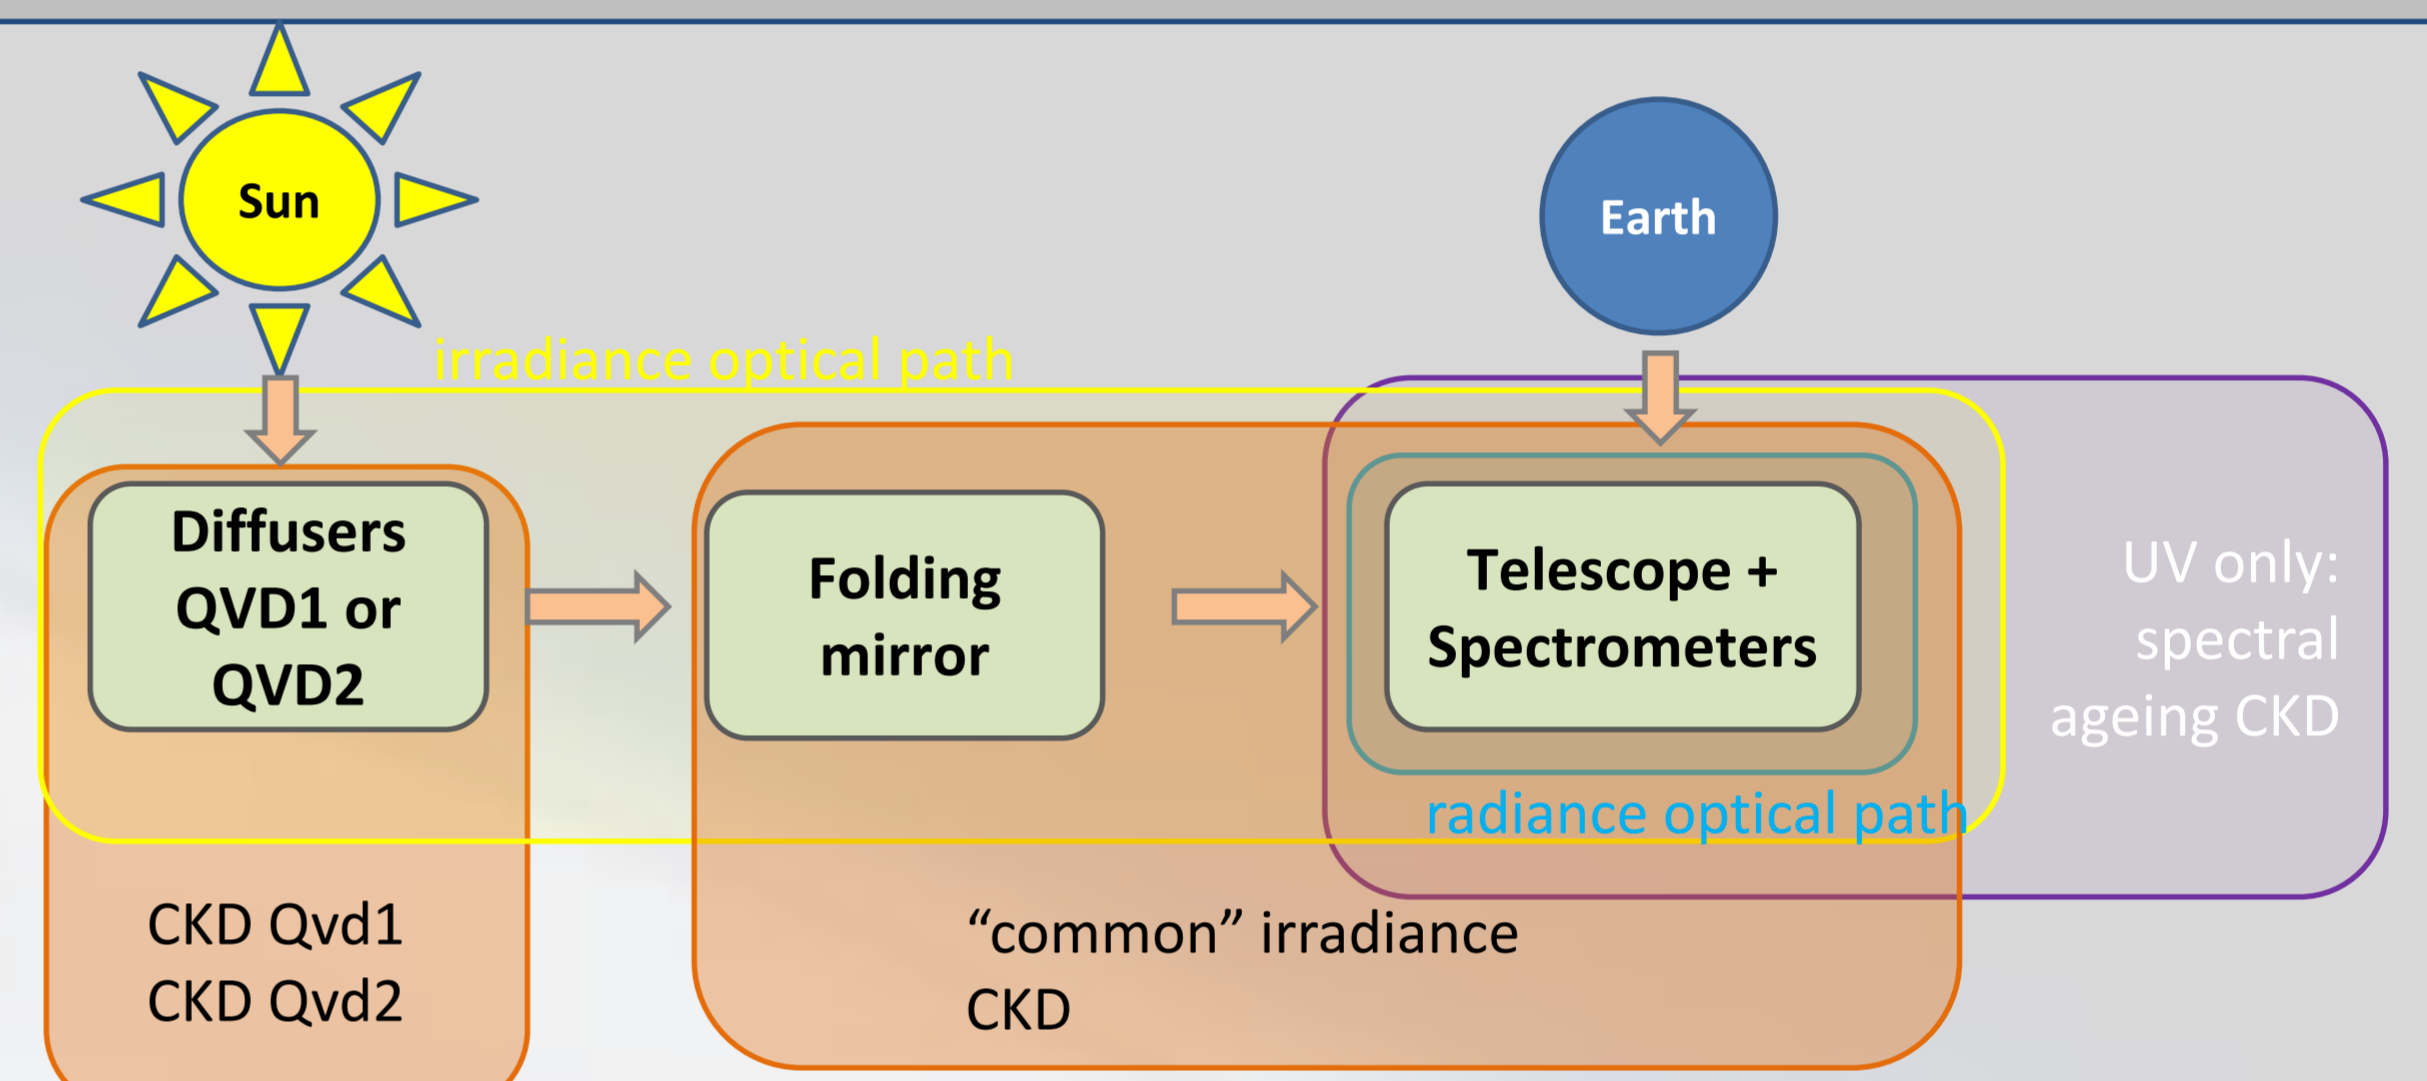 Sun
Earth
irradiance optical path
Diffusers
QVD1 or
QVD2
Folding
mirror
Telescope +
Spectrometers
UV only:
spectral
ageing CKD
radiance optical path
CKD Qvd1
CKD Qvd2
“common” irradiance
CKD